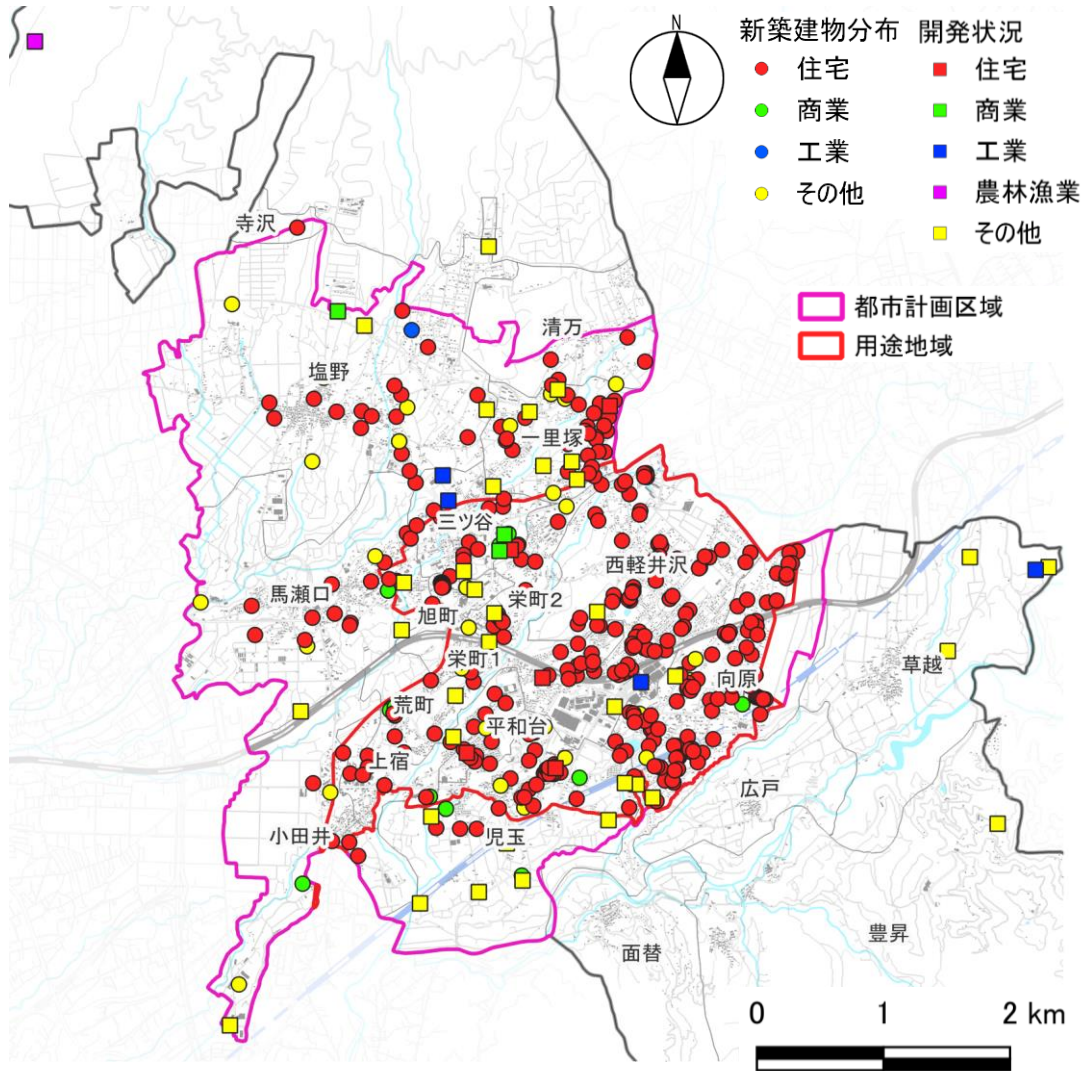 N
新築建物分布 開発状況
住宅 住宅
商業 商業
工業 工業
その他 農林漁業
その他
都市計画区域
用途地域
寺沢
清万
塩野
一里塚
三ツ谷
西軽井沢
馬瀬口
栄町2
旭町
栄町1
草越
向原
荒町
平和台
上宿
広戸
小田井
児玉
豊昇
面替
0 1 2 km